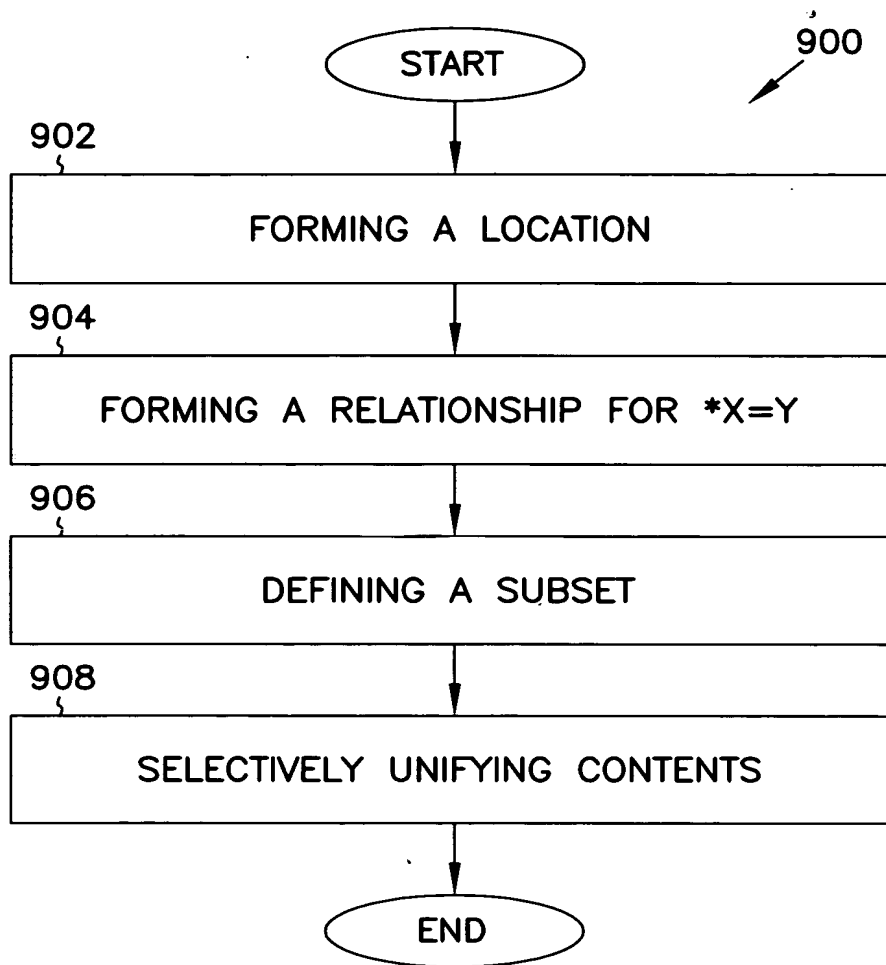 START
900
902
FORMING A LOCATION
904
FORMING A RELATIONSHIP FOR *X=Y
906
DEFINING A SUBSET
908
SELECTIVELY UNIFYING CONTENTS
END